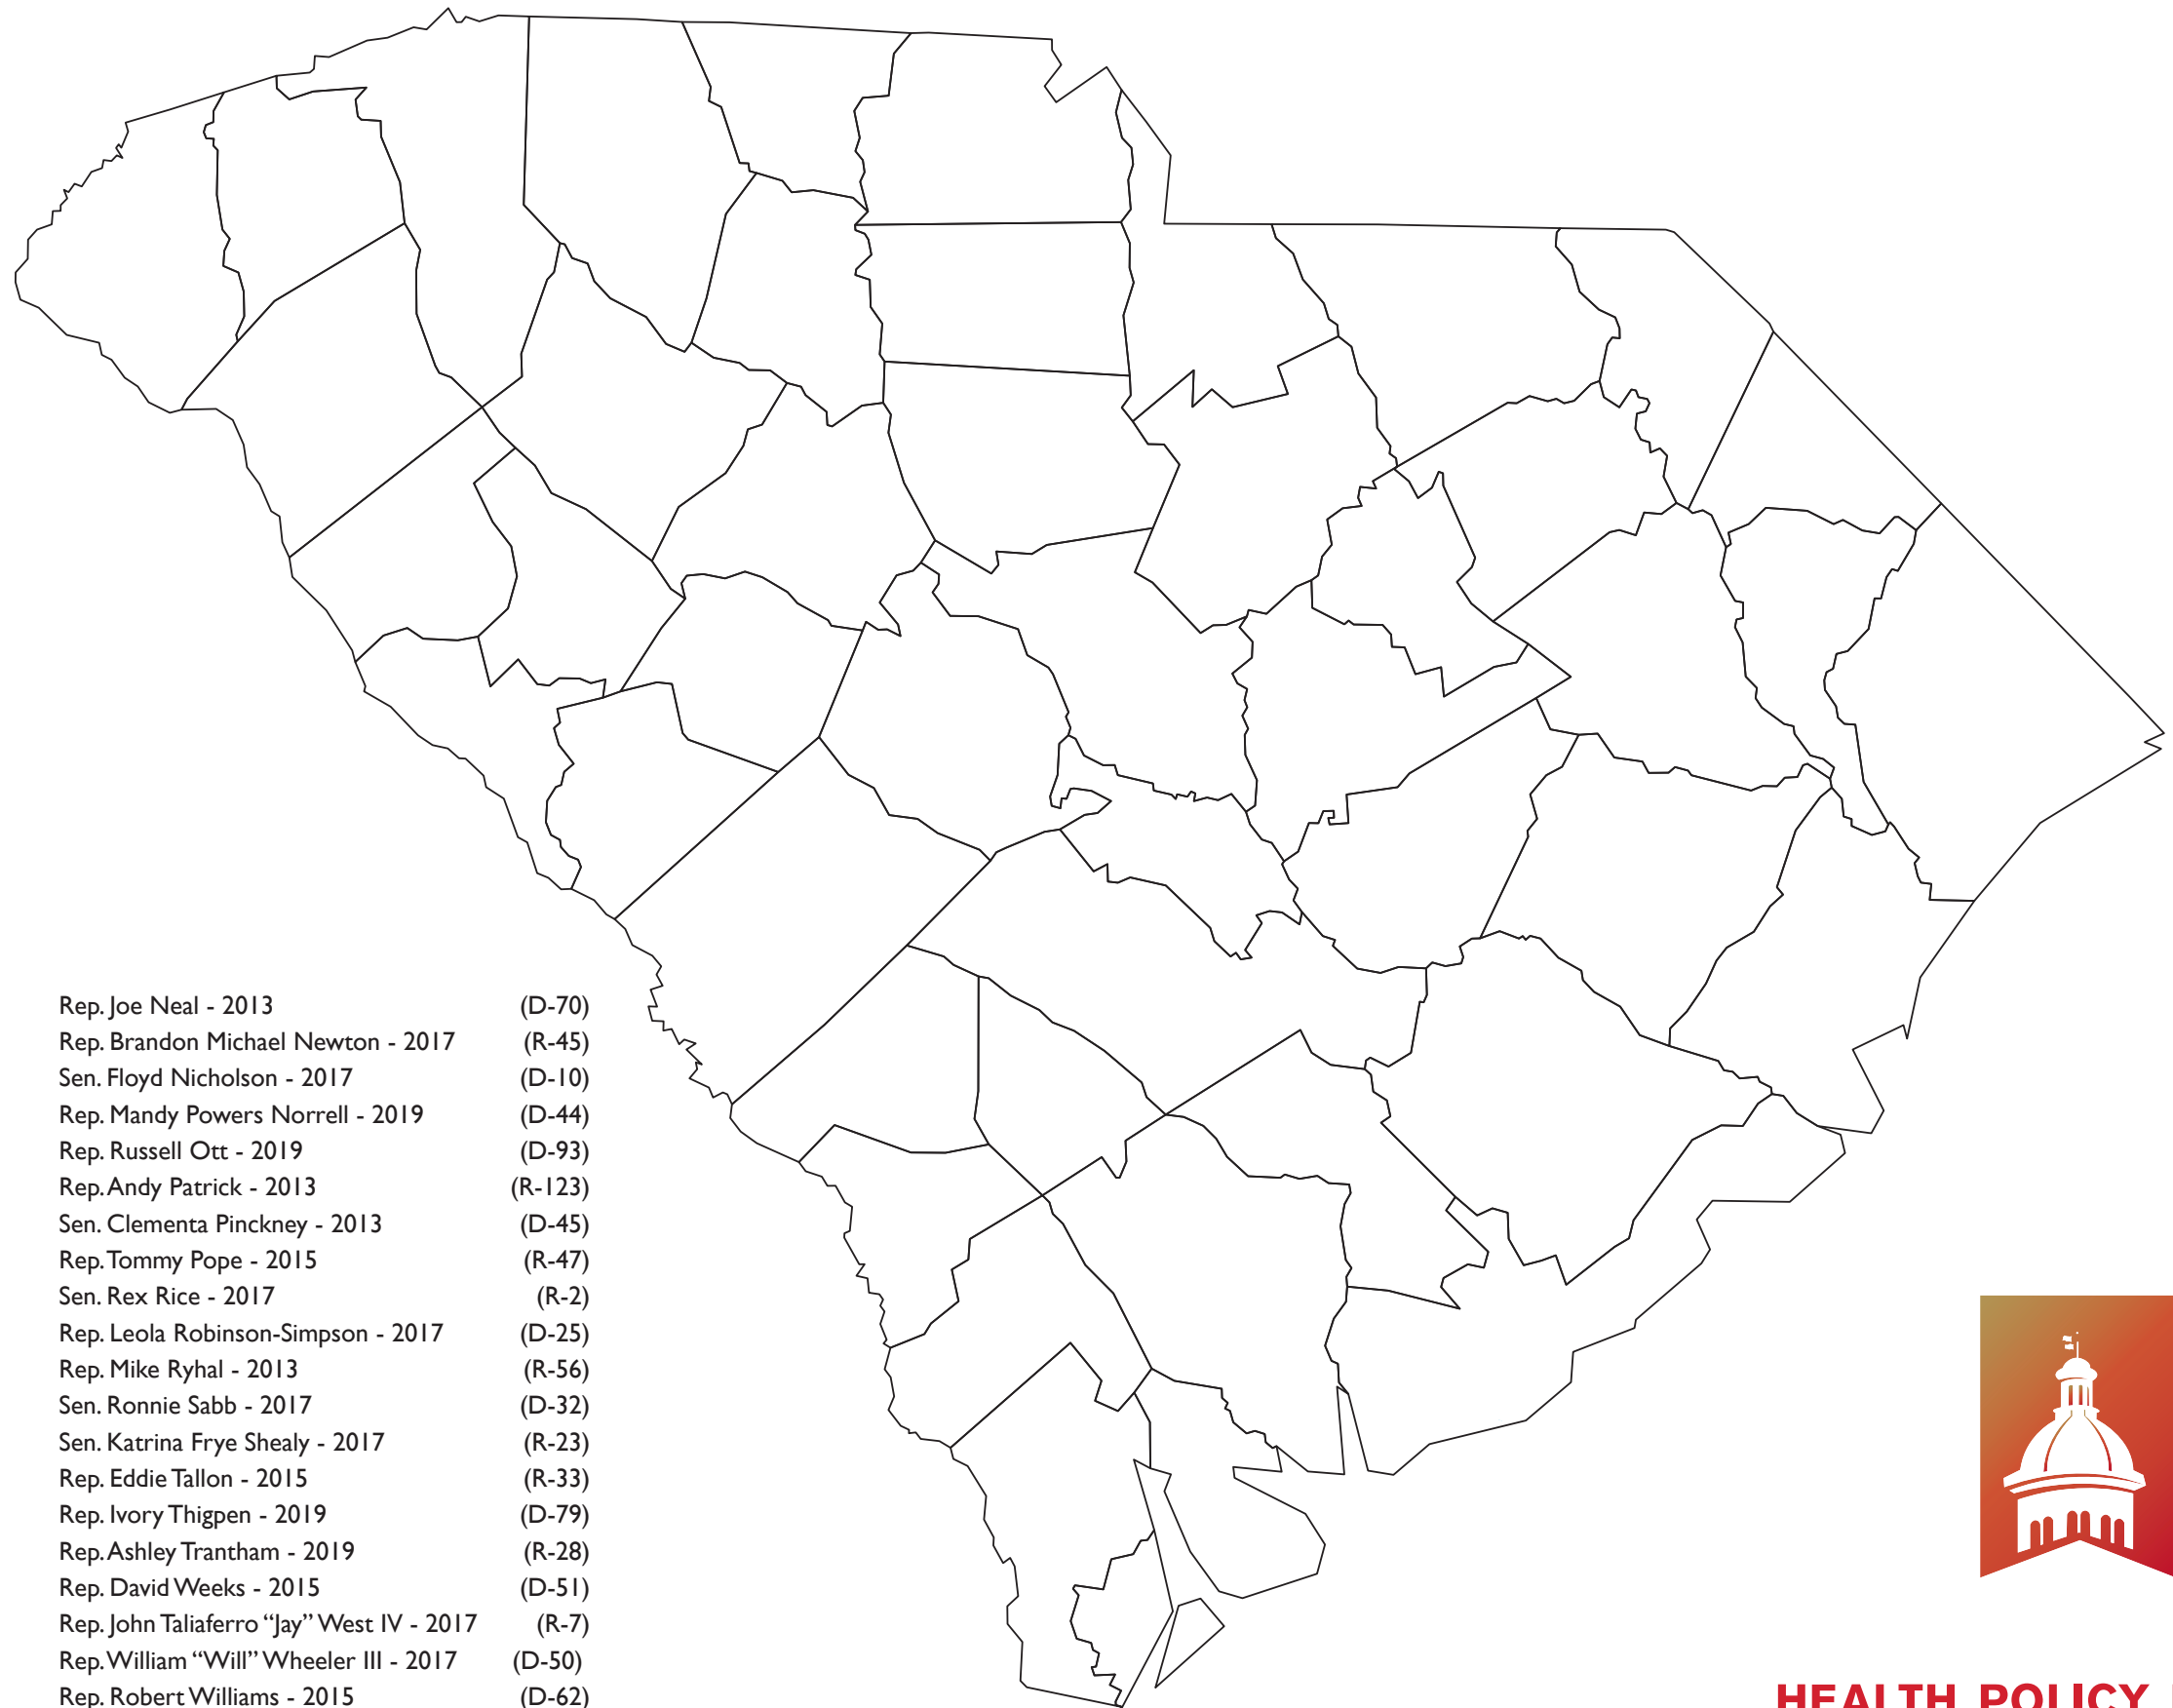 Rep. Joe Neal - 2013 (D-70)
Rep. Brandon Michael Newton - 2017 (R-45)
Sen. Floyd Nicholson - 2017 (D-10)
Rep. Mandy Powers Norrell - 2019 (D-44)
Rep. Russell Ott - 2019 (D-93)
Rep. Andy Patrick - 2013 (R-123)
Sen. Clementa Pinckney - 2013 (D-45)
Rep. Tommy Pope - 2015 (R-47)
Sen. Rex Rice - 2017 (R-2)
Rep. Leola Robinson-Simpson - 2017 (D-25)
Rep. Mike Ryhal - 2013 (R-56)
Sen. Ronnie Sabb - 2017 (D-32)
Sen. Katrina Frye Shealy - 2017 (R-23)
Rep. Eddie Tallon - 2015 (R-33)
Rep. Ivory Thigpen - 2019 (D-79)
Rep. Ashley Trantham - 2019 (R-28)
Rep. David Weeks - 2015 (D-51)
Rep. John Taliaferro “Jay” West IV - 2017 (R-7)
Rep. William “Will” Wheeler III - 2017 (D-50)
Rep. Robert Williams - 2015 (D-62)
HEALTH POLICY